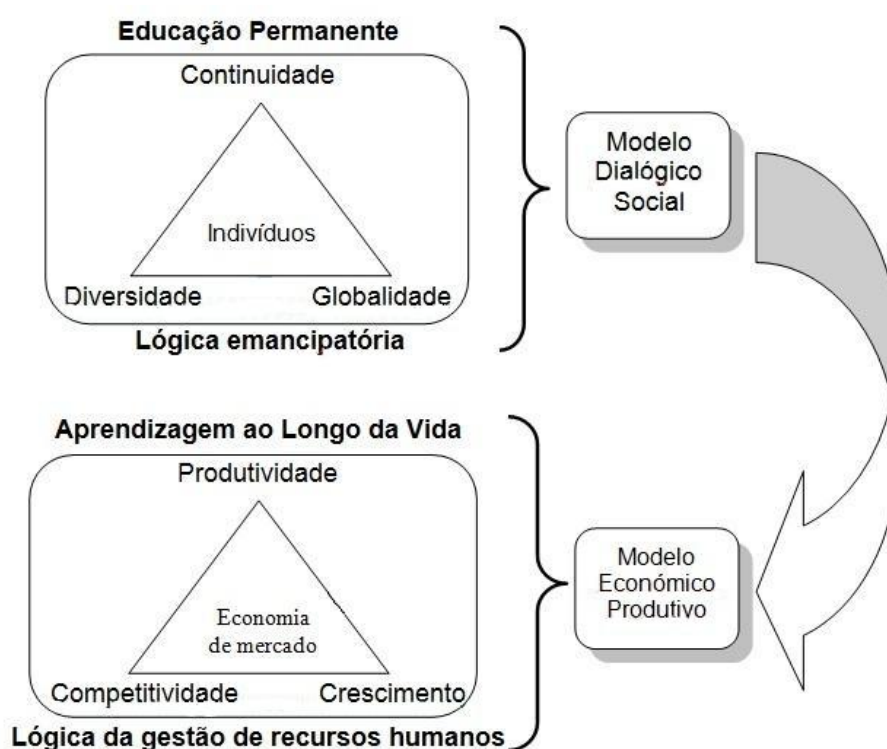 Educação Permanente
Continuidade
Indivíduos
Diversidade
Globalidade
Lógica emancipatória
Modelo
Dialógico
Social
Aprendizagem ao Longo da Vida
Produtividade
Economia
de mercado
Competitividade
Crescimento
Lógica da gestão de recursos humanos
Modelo
Económico
Produtivo